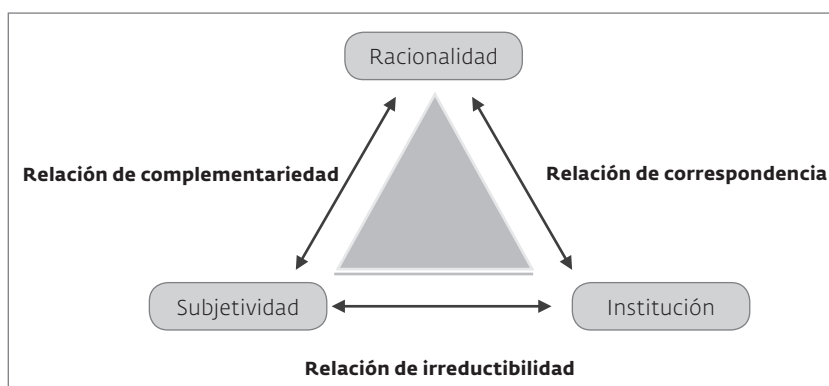 Racionalidad
Relación de complementariedad
Relación de correspondencia
Subjetividad
Institución
Relación de irreductibilidad